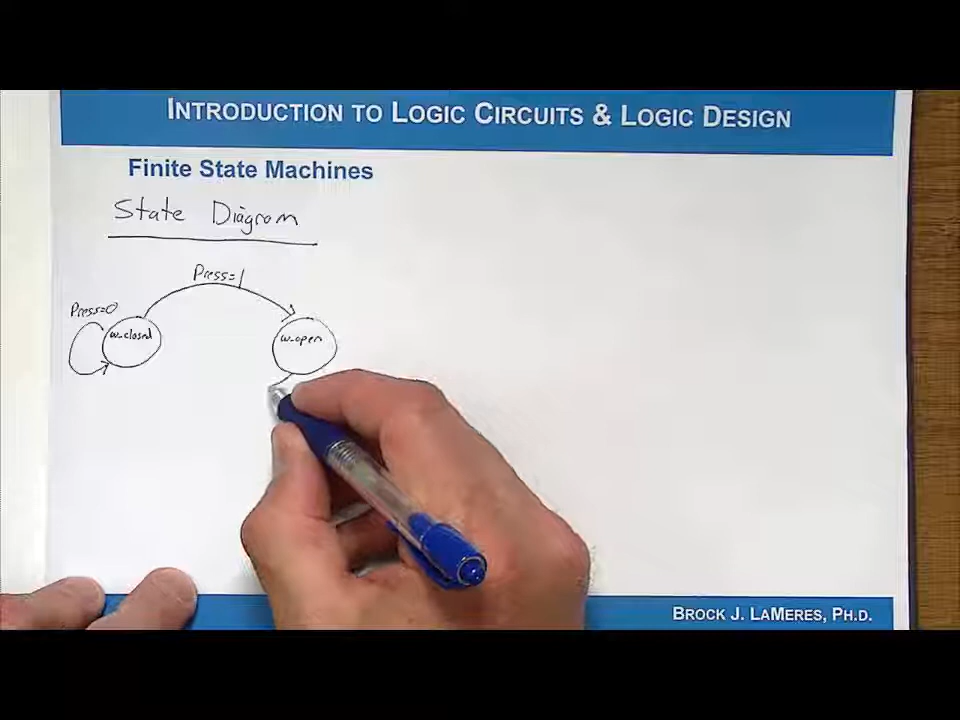 INTRODUCTION TO LOGIC CIRCUITS & LOGIC DESIGN
Finite State Machines
State Diagram
Press=1
Press=0
w_closed
w_open
BROCK J. LAMERES, PH.D.